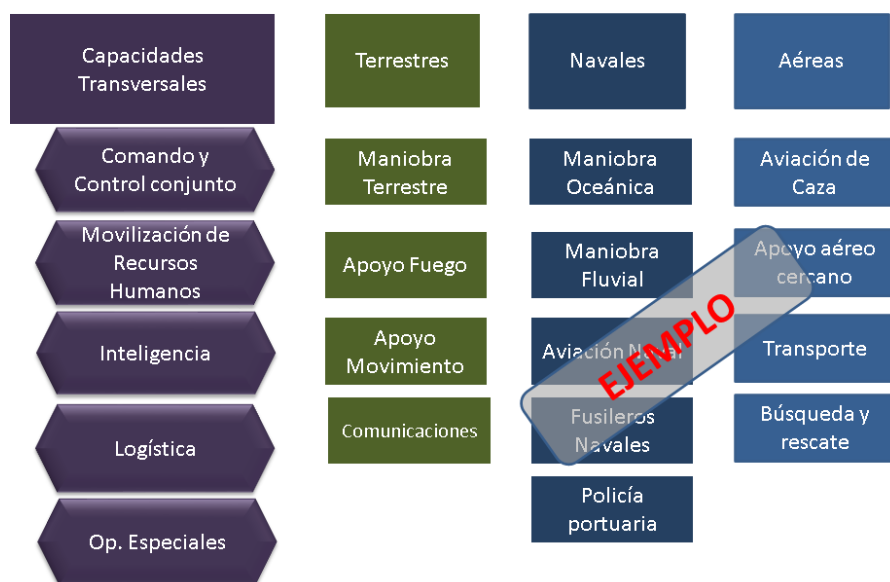 Capacidades
Transversales
Comando y
Control conjunto
Movilización de
Recursos
Humanos
Inteligencia
Logística
Op. Especiales
Terrestres
Maniobra
Terrestre
Apoyo Fuego
Apoyo
Movimiento
Comunicaciones
Navales
Maniobra
Oceánica
Maniobra
Fluvial
Aviación Naval
Fusileros
Navales
Policía
portuaria
Aéreas
Aviación de
Caza
Apoyo aéreo
cercano
Transporte
Búsqueda y
rescate
EJEMPLO